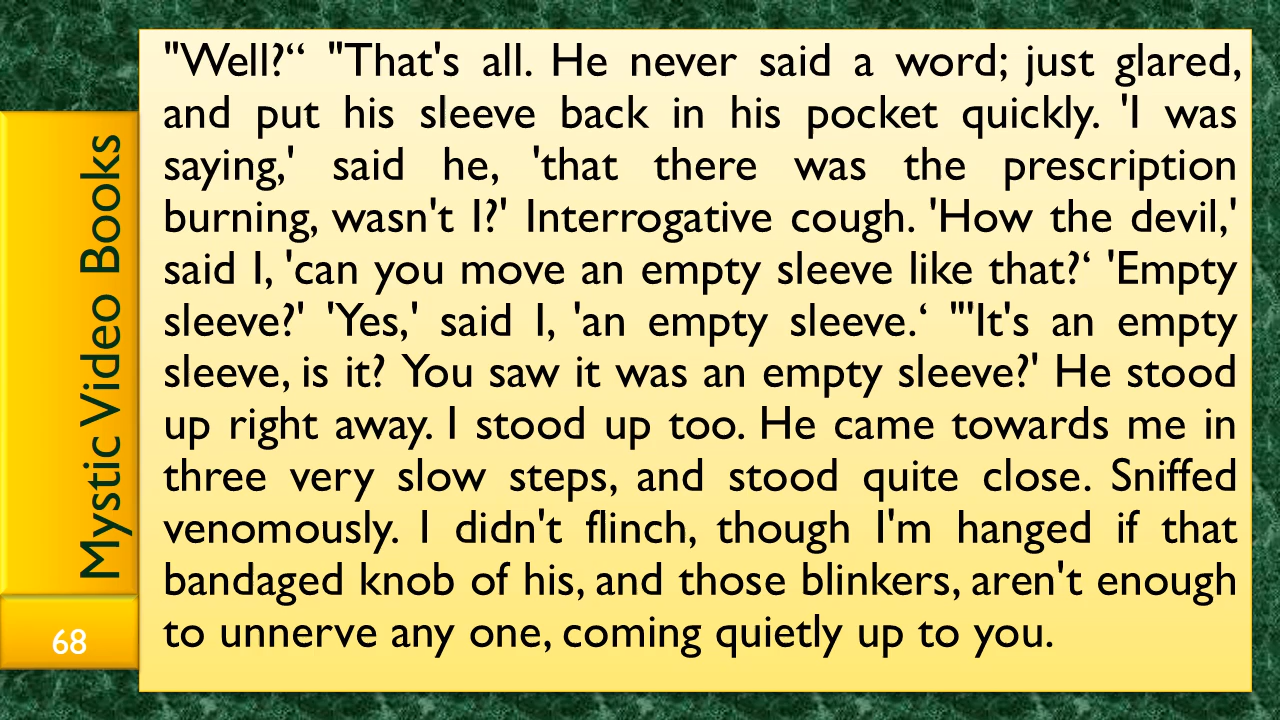 "Well?“ "That's all. He never said a word; just glared,
and put his sleeve back in his pocket quickly. 'I was
saying,' said he, 'that there was the prescription
burning, wasn't I?' Interrogative cough. 'How the devil,'
said I, 'can you move an empty sleeve like that?‘ 'Empty
sleeve?' 'Yes,' said I, 'an empty sleeve.‘ "'It's an empty
sleeve, is it? You saw it was an empty sleeve?' He stood
up right away. I stood up too. He came towards me in
three very slow steps, and stood quite close. Sniffed
venomously. I didn't flinch, though I'm hanged if that
bandaged knob of his, and those blinkers, aren't enough
to unnerve any one, coming quietly up to you.
Mystic Video Books
68